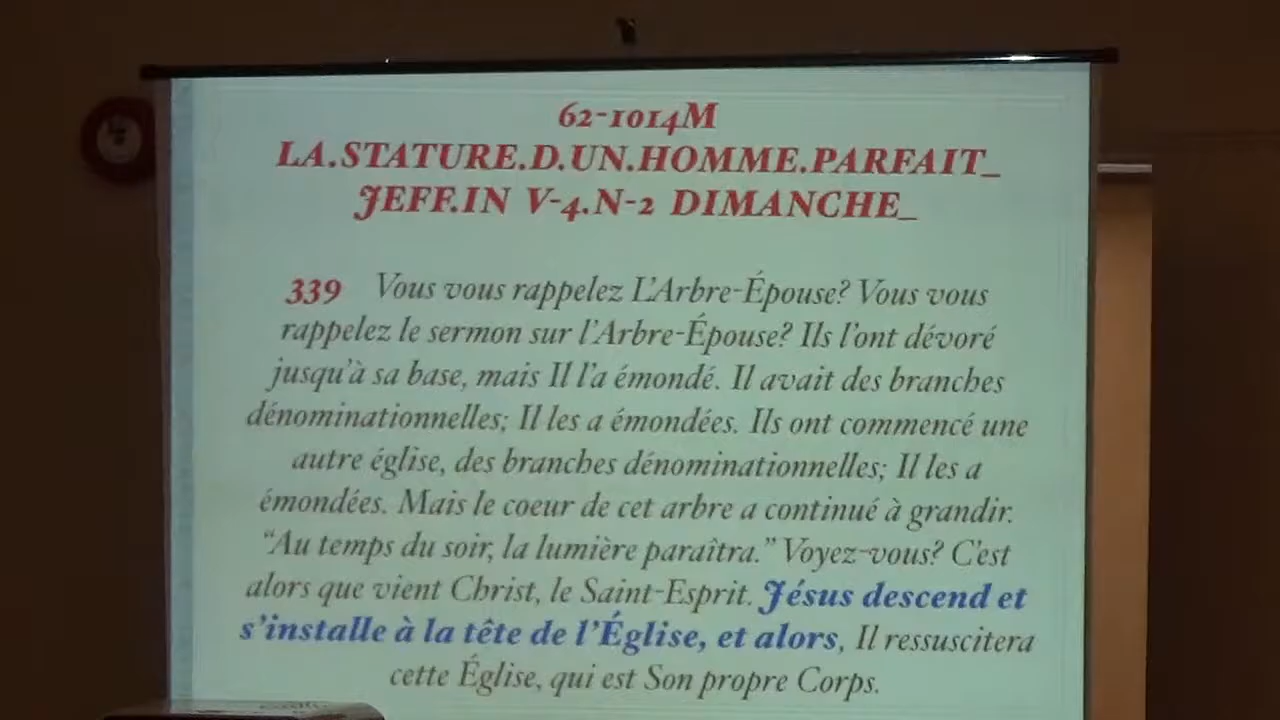 62-1014M
LA.STATURE.D.UN.HOMME.PARFAIT_
JEFF.IN V-4.N-2 DIMANCHE_
339 Vous vous rappelez L'Arbre-Épouse? Vous vous
rappelez le sermon sur l'Arbre-Épouse? Ils l'ont dévoré
jusqu'à sa base, mais Il l'a émondé. Il avait des branches
dénominationnelles; Il les a émondées. Ils ont commencé une
autre église, des branches dénominationnelles; Il les a
émondées. Mais le coeur de cet arbre a continué à grandir.
“Au temps du soir, la lumière paraîtra.” Voyez-vous? C'est
alors que vient Christ, le Saint-Esprit. Jésus descend et
s'installe à la tête de l'Église, et alors, Il ressuscitera
cette Église, qui est Son propre Corps.